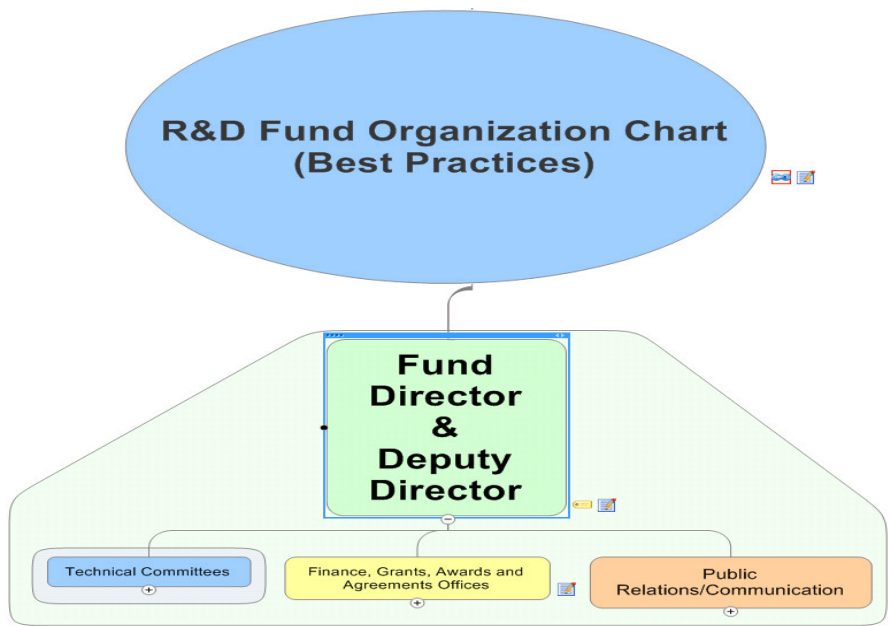 R&D Fund Organization Chart
(Best Practices)
Fund
Director
&
Deputy
Director
Technical Committees
Finance, Grants, Awards and
Agreements Offices
Public
Relations/Communication